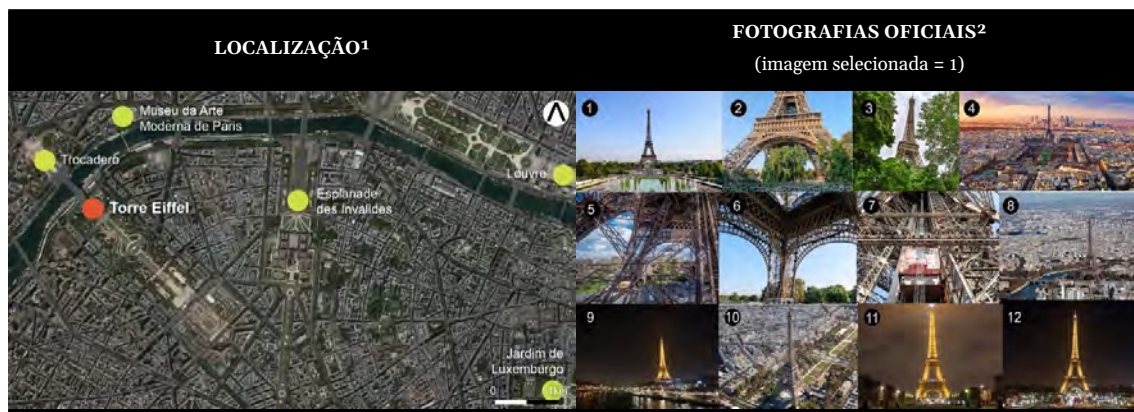 LOCALIZAÇÃO¹
FOTOGRAFIAS OFICIAIS²
(imagem selecionada = 1)
Museu da Arte
Moderna de Paris
Trocadero
Torre Eiffel
Esplanade
des Invalides
Louvre
Jardim de
Luxemburgo
0 1km
1
2
3
4
5
6
7
8
9
10
11
12